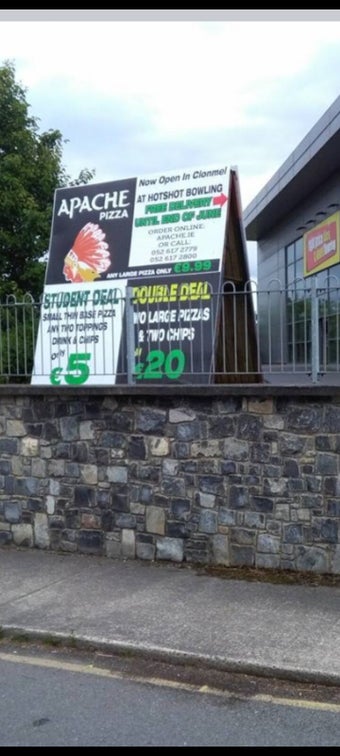 APACHE
PIZZA
Now Open In Clonmel
AT HOTSHOT BOWLING
FREE DELIVERY
UNTIL END OF JUNE
ORDER ONLINE:
APACHE.IE
OR CALL:
052 617 2779
052 617 2800
ANY LARGE PIZZA ONLY €9.99
STUDENT DEAL
SMALL THIN BASE PIZZA
ANY TWO TOPPINGS
DRINK & CHIPS
€5
DOUBLE DEAL
TWO LARGE PIZZAS
& TWO CHIPS
€20